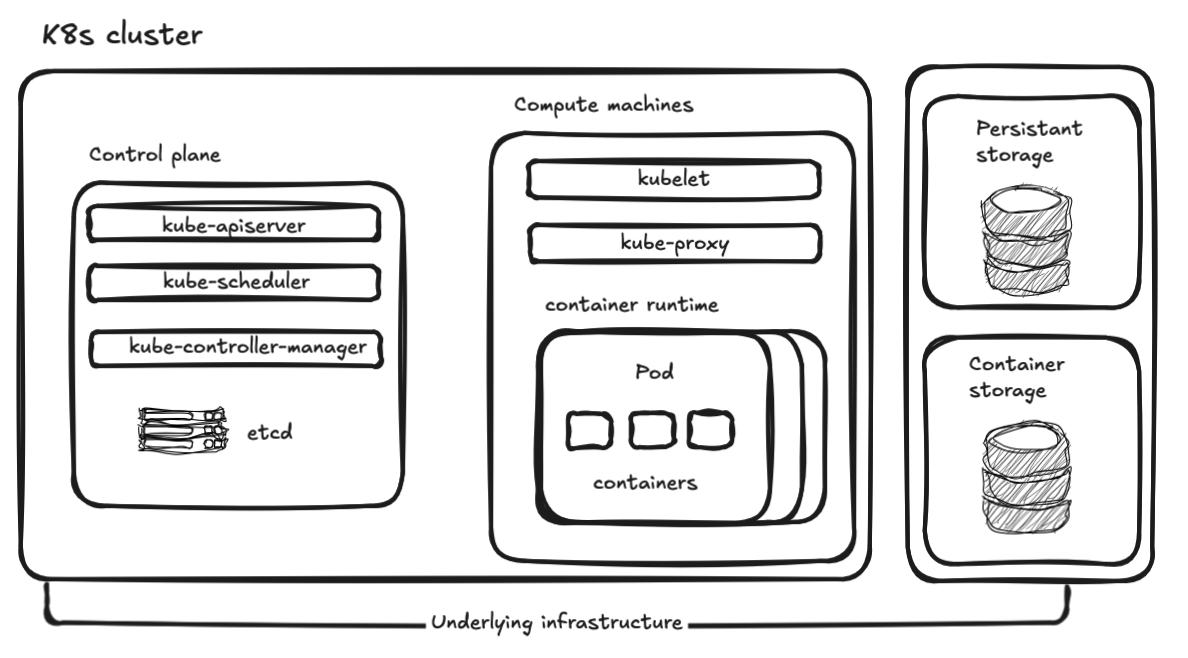 K8s cluster
Control plane
kube-apiserver
kube-scheduler
kube-controller-manager
etcd
Compute machines
kubelet
kube-proxy
container runtime
Pod
containers
Persistant
storage
Container
storage
Underlying infrastructure